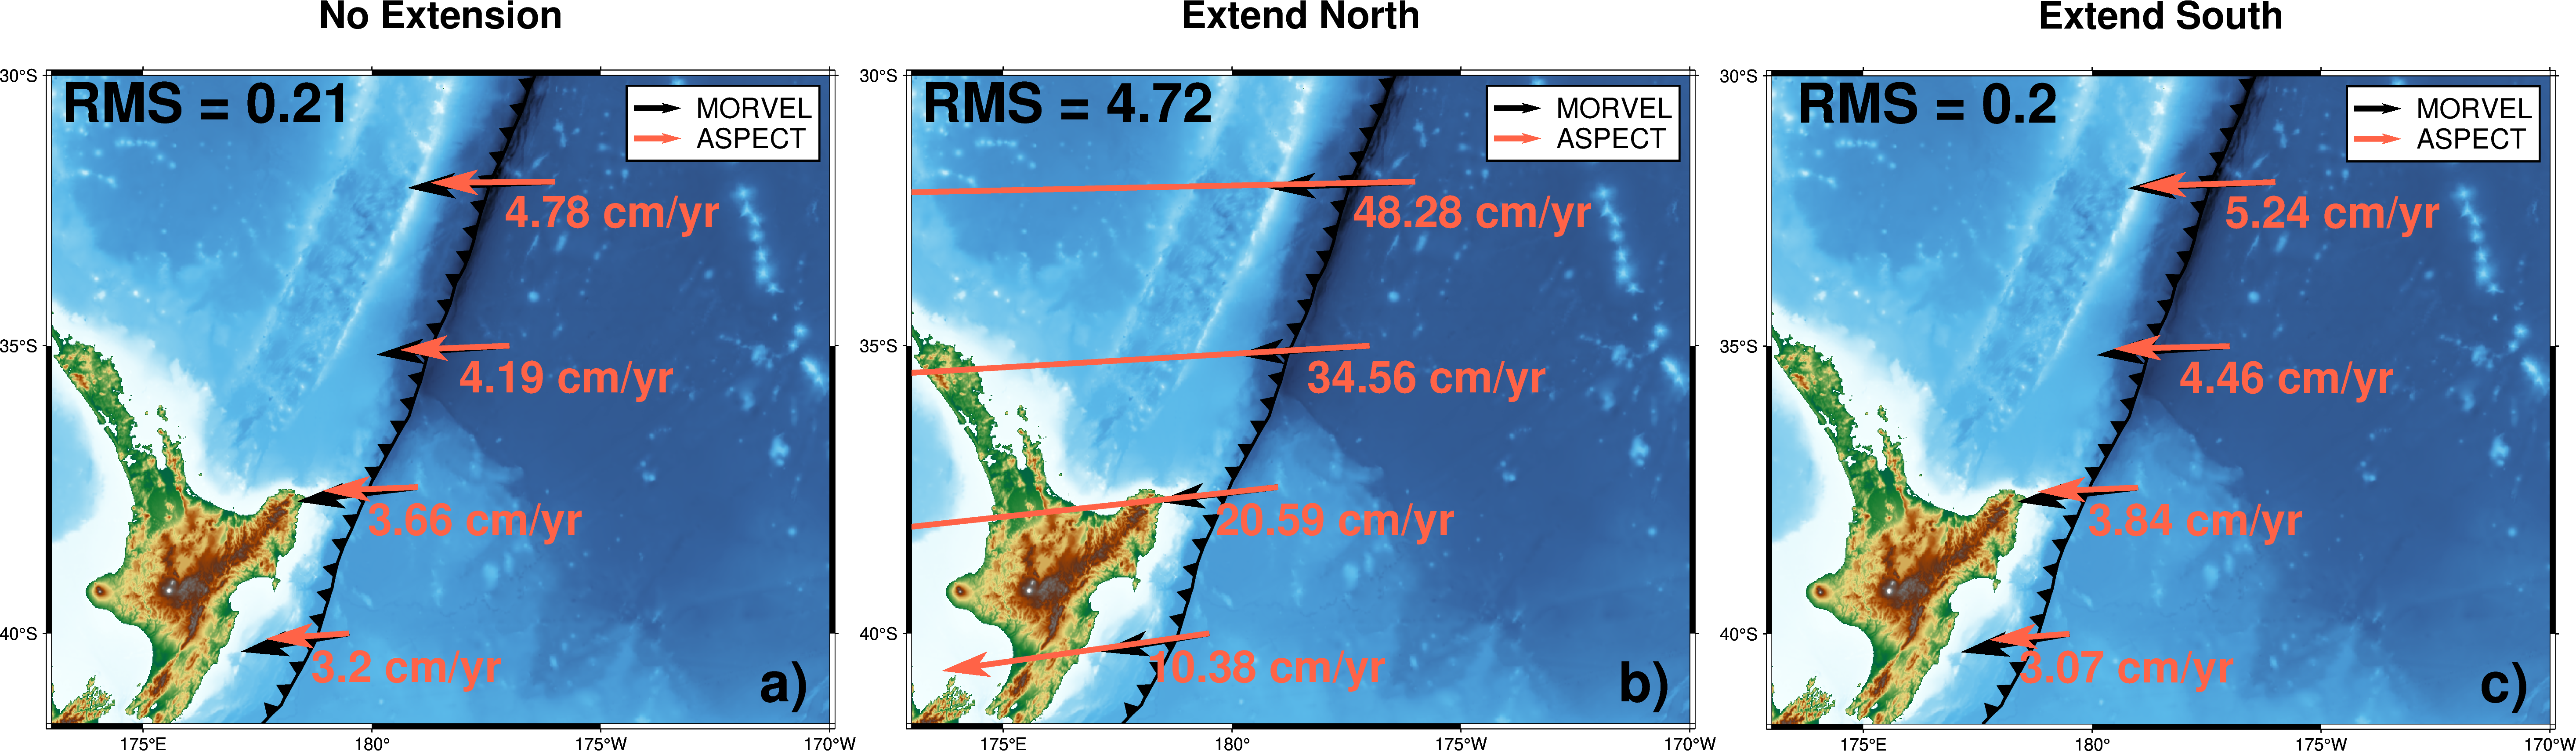 No Extension
RMS = 0.21
MORVEL
ASPECT
4.78 cm/yr
4.19 cm/yr
3.66 cm/yr
3.2 cm/yr
a)
30°S
35°S
40°S
175°E
180°
175°W
170°W
Extend North
RMS = 4.72
MORVEL
ASPECT
48.28 cm/yr
34.56 cm/yr
20.59 cm/yr
10.38 cm/yr
b)
30°S
35°S
40°S
175°E
180°
175°W
170°W
Extend South
RMS = 0.2
MORVEL
ASPECT
5.24 cm/yr
4.46 cm/yr
3.84 cm/yr
3.07 cm/yr
c)
30°S
35°S
40°S
175°E
180°
175°W
170°W